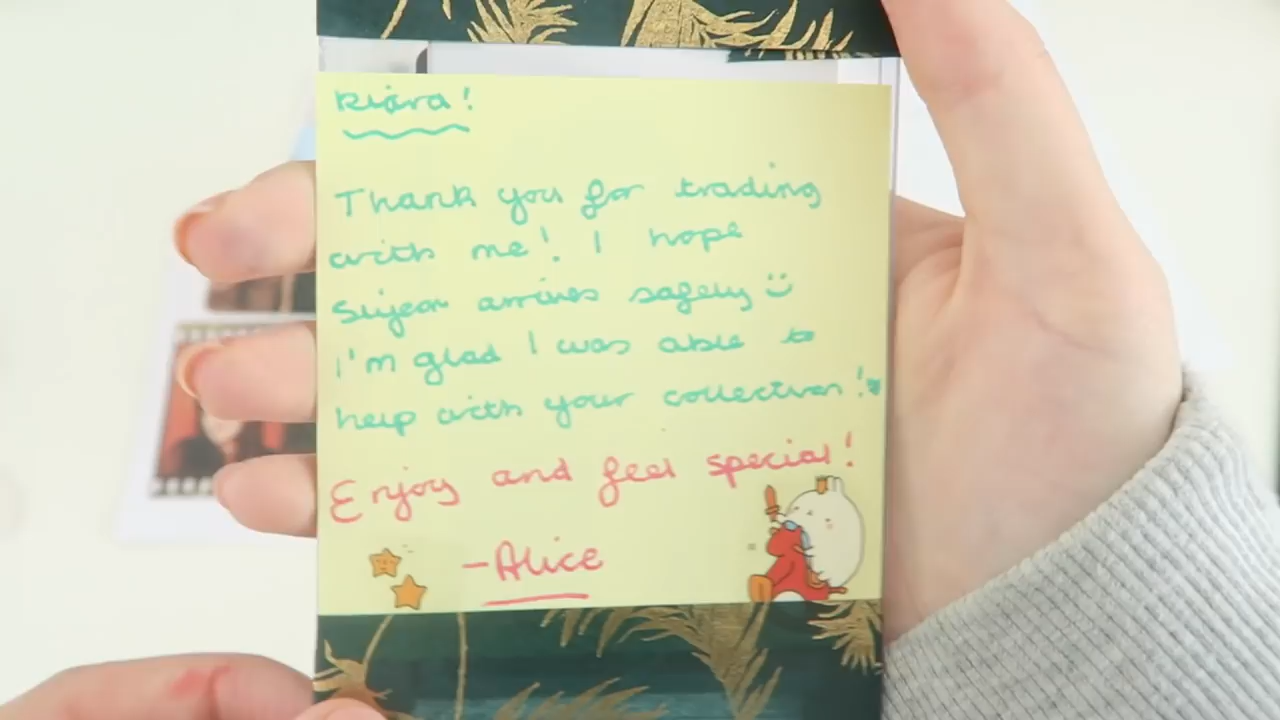 Kiara!
Thank you for trading
with me! I hope
Sujeon arrives safely
I'm glad I was able to
help with your collection!
Enjoy and feel special!
-Alice